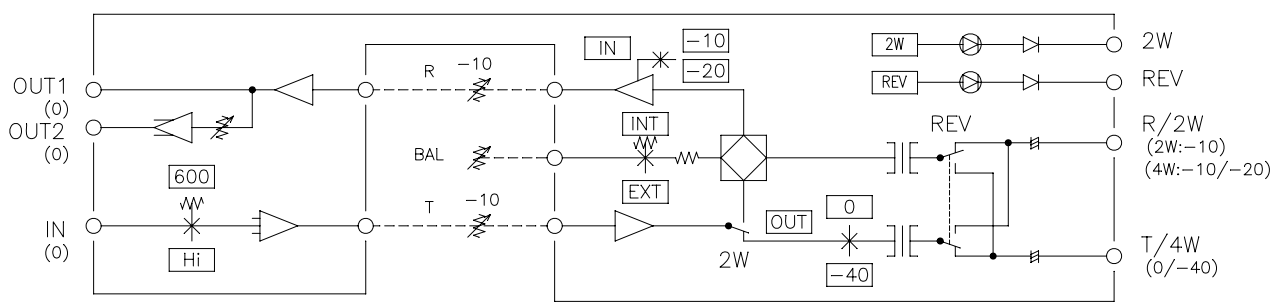 IN
-10
-20
2W
2W
REV
REV
OUT1
(0)
OUT2
(0)
R
-10
INT
REV
R/2W
(2W:-10)
(4W:-10/-20)
BAL
EXT
600
T
-10
0
OUT
IN
(0)
Hi
2W
-40
T/4W
(0/-40)